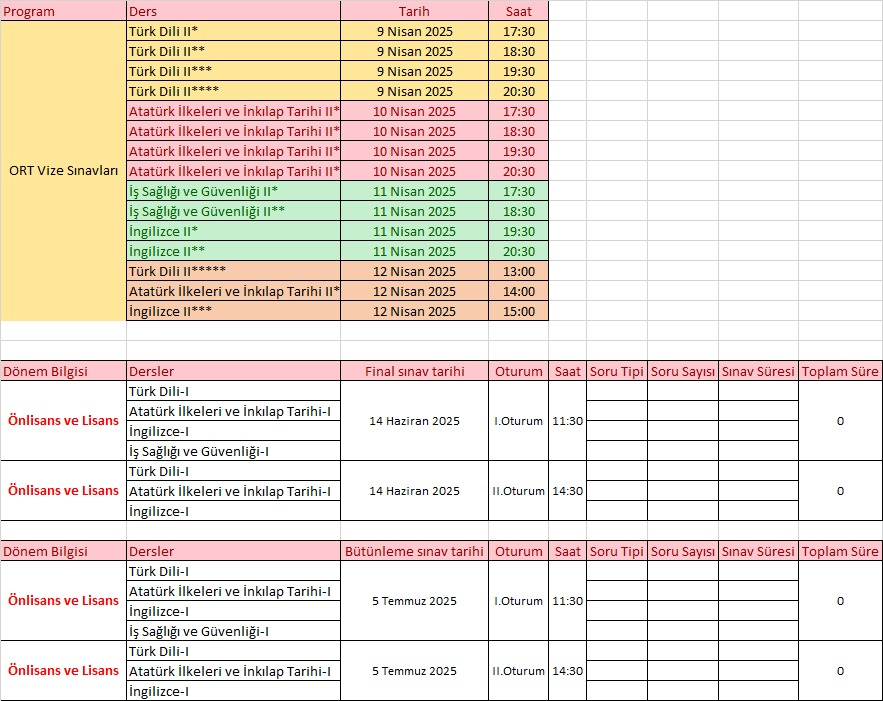 Program Ders Tarih Saat
Türk Dili II* 9 Nisan 2025 17:30
Türk Dili II** 9 Nisan 2025 18:30
Türk Dili II*** 9 Nisan 2025 19:30
Türk Dili II**** 9 Nisan 2025 20:30
Atatürk İlkeleri ve İnkılap Tarihi II* 10 Nisan 2025 17:30
Atatürk İlkeleri ve İnkılap Tarihi II* 10 Nisan 2025 18:30
Atatürk İlkeleri ve İnkılap Tarihi II* 10 Nisan 2025 19:30
ORT Vize Sınavları Atatürk İlkeleri ve İnkılap Tarihi II* 10 Nisan 2025 20:30
İş Sağlığı ve Güvenliği II* 11 Nisan 2025 17:30
İş Sağlığı ve Güvenliği II** 11 Nisan 2025 18:30
İngilizce II* 11 Nisan 2025 19:30
İngilizce II** 11 Nisan 2025 20:30
Türk Dili II***** 12 Nisan 2025 13:00
Atatürk İlkeleri ve İnkılap Tarihi II* 12 Nisan 2025 14:00
İngilizce II*** 12 Nisan 2025 15:00
Dönem Bilgisi Dersler Final sınav tarihi Oturum Saat Soru Tipi Soru Sayısı Sınav Süresi Toplam Süre
Türk Dili-I
Atatürk İlkeleri ve İnkılap Tarihi-I
Önlisans ve Lisans 14 Haziran 2025 I.Oturum 11:30 0
İngilizce-I
İş Sağlığı ve Güvenliği-I
Türk Dili-I
Önlisans ve Lisans Atatürk İlkeleri ve İnkılap Tarihi-I 14 Haziran 2025 II.Oturum 14:30 0
İngilizce-I
Dönem Bilgisi Dersler Bütünleme sınav tarihi Oturum Saat Soru Tipi Soru Sayısı Sınav Süresi Toplam Süre
Türk Dili-I
Atatürk İlkeleri ve İnkılap Tarihi-I
Önlisans ve Lisans 5 Temmuz 2025 I.Oturum 11:30 0
İngilizce-I
İş Sağlığı ve Güvenliği-I
Türk Dili-I
Önlisans ve Lisans Atatürk İlkeleri ve İnkılap Tarihi-I 5 Temmuz 2025 II.Oturum 14:30 0
İngilizce-I